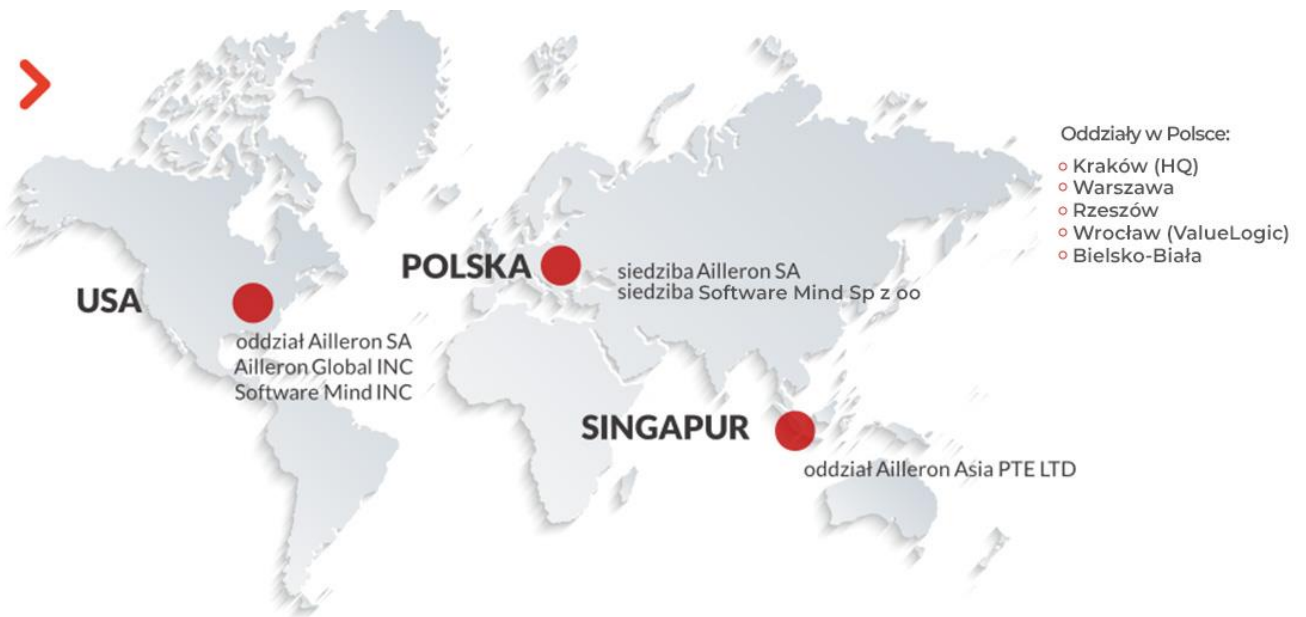 Oddziały w Polsce:
Kraków (HQ)
Warszawa
Rzeszów
Wrocław (ValueLogic)
Bielsko-Biała
POLSKA
siedziba Ailleron SA
siedziba Software Mind Sp z oo
USA
oddział Ailleron SA
Ailleron Global INC
Software Mind INC
SINGAPUR
oddział Ailleron Asia PTE LTD